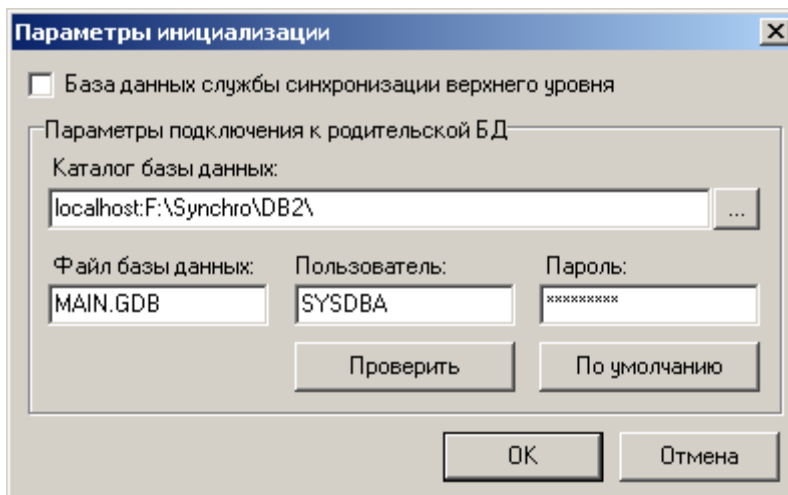 Параметры инициализации
База данных службы синхронизации верхнего уровня
Параметры подключения к родительской БД
Каталог базы данных:
localhost:F:\Synchro\DB2\
...
Файл базы данных: Пользователь: Пароль:
MAIN.GDB SYSDBA *********
Проверить По умолчанию
OK Отмена